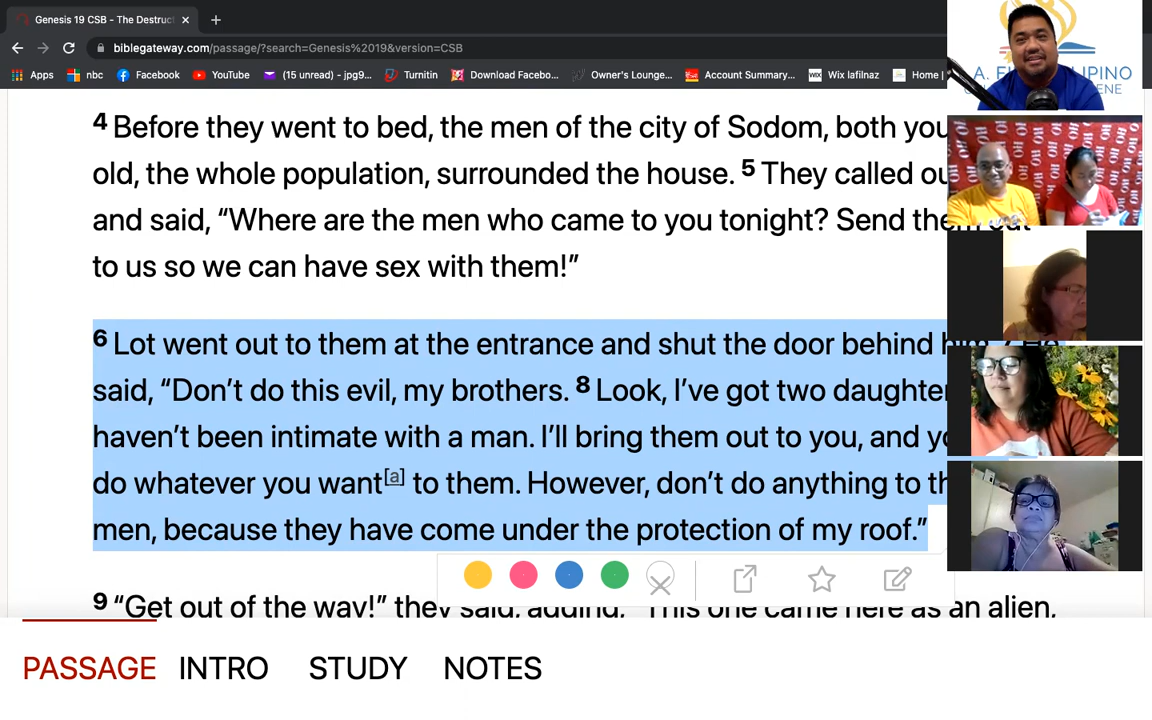 Genesis 19 CSB - The Destruct
biblegateway.com/passage/?search=Genesis%2019&version=CSB
Apps nbc Facebook YouTube (15 unread) - jpg9... Turnitin Download Facebo... Owner's Lounge... Account Summary... Wix lafilnaz Home |
4 Before they went to bed, the men of the city of Sodom, both you
old, the whole population, surrounded the house. 5 They called ou
and said, “Where are the men who came to you tonight? Send them out
to us so we can have sex with them!”
6 Lot went out to them at the entrance and shut the door behind him. 7 He
said, “Don’t do this evil, my brothers. 8 Look, I’ve got two daughter
haven’t been intimate with a man. I’ll bring them out to you, and yo
do whatever you want[a] to them. However, don’t do anything to th
men, because they have come under the protection of my roof.”
9 “Get out of the way!” they said, adding, “This one came here as an alien,
PASSAGE INTRO STUDY NOTES